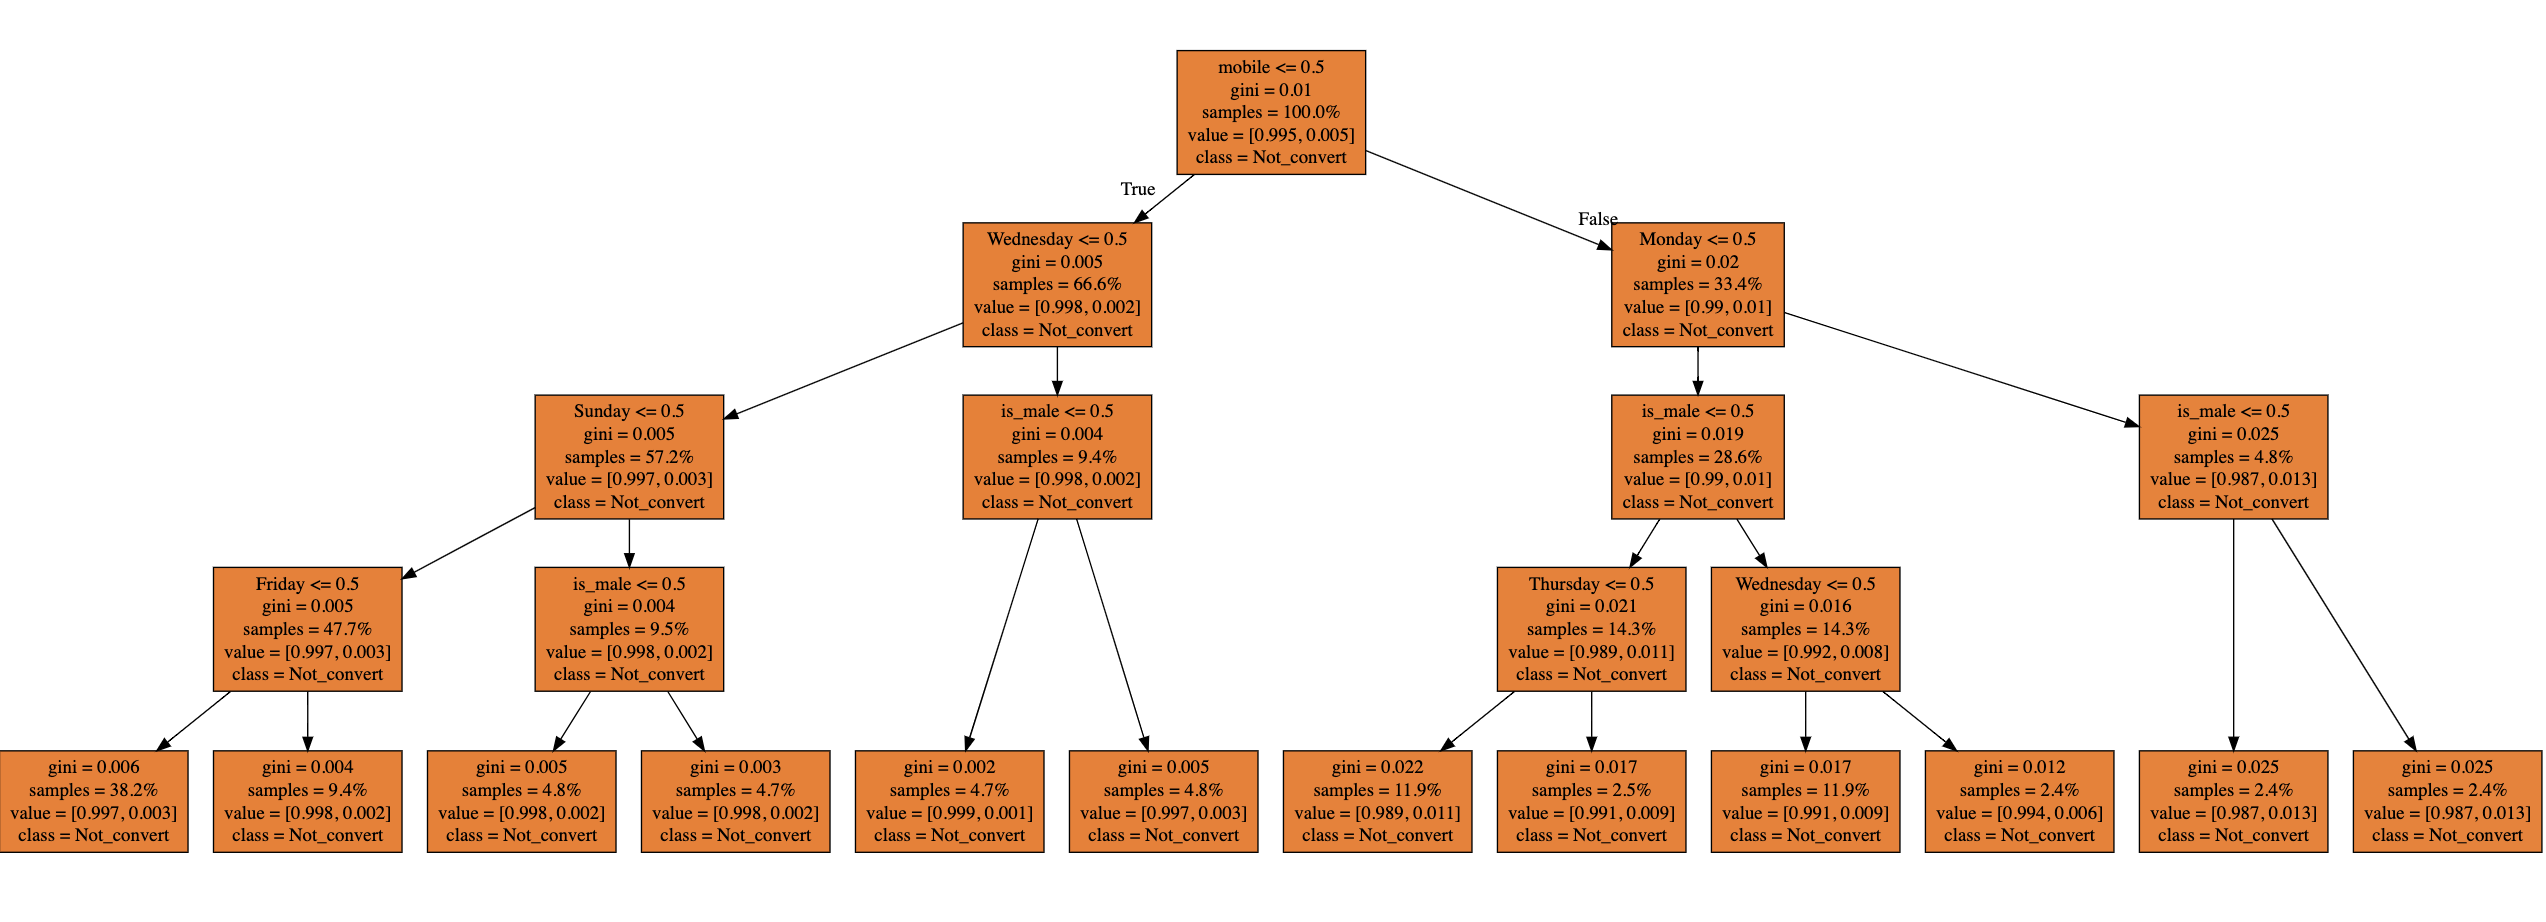 mobile <= 0.5
gini = 0.01
samples = 100.0%
value = [0.995, 0.005]
class = Not_convert
True
False
Wednesday <= 0.5
gini = 0.005
samples = 66.6%
value = [0.998, 0.002]
class = Not_convert
Monday <= 0.5
gini = 0.02
samples = 33.4%
value = [0.99, 0.01]
class = Not_convert
Sunday <= 0.5
gini = 0.005
samples = 57.2%
value = [0.997, 0.003]
class = Not_convert
is_male <= 0.5
gini = 0.004
samples = 9.4%
value = [0.998, 0.002]
class = Not_convert
is_male <= 0.5
gini = 0.019
samples = 28.6%
value = [0.99, 0.01]
class = Not_convert
is_male <= 0.5
gini = 0.025
samples = 4.8%
value = [0.987, 0.013]
class = Not_convert
Friday <= 0.5
gini = 0.005
samples = 47.7%
value = [0.997, 0.003]
class = Not_convert
is_male <= 0.5
gini = 0.004
samples = 9.5%
value = [0.998, 0.002]
class = Not_convert
Thursday <= 0.5
gini = 0.021
samples = 14.3%
value = [0.989, 0.011]
class = Not_convert
Wednesday <= 0.5
gini = 0.016
samples = 14.3%
value = [0.992, 0.008]
class = Not_convert
gini = 0.006
samples = 38.2%
value = [0.997, 0.003]
class = Not_convert
gini = 0.004
samples = 9.4%
value = [0.998, 0.002]
class = Not_convert
gini = 0.005
samples = 4.8%
value = [0.998, 0.002]
class = Not_convert
gini = 0.003
samples = 4.7%
value = [0.998, 0.002]
class = Not_convert
gini = 0.002
samples = 4.7%
value = [0.999, 0.001]
class = Not_convert
gini = 0.005
samples = 4.8%
value = [0.997, 0.003]
class = Not_convert
gini = 0.022
samples = 11.9%
value = [0.989, 0.011]
class = Not_convert
gini = 0.017
samples = 2.5%
value = [0.991, 0.009]
class = Not_convert
gini = 0.017
samples = 11.9%
value = [0.991, 0.009]
class = Not_convert
gini = 0.012
samples = 2.4%
value = [0.994, 0.006]
class = Not_convert
gini = 0.025
samples = 2.4%
value = [0.987, 0.013]
class = Not_convert
gini = 0.025
samples = 2.4%
value = [0.987, 0.013]
class = Not_convert